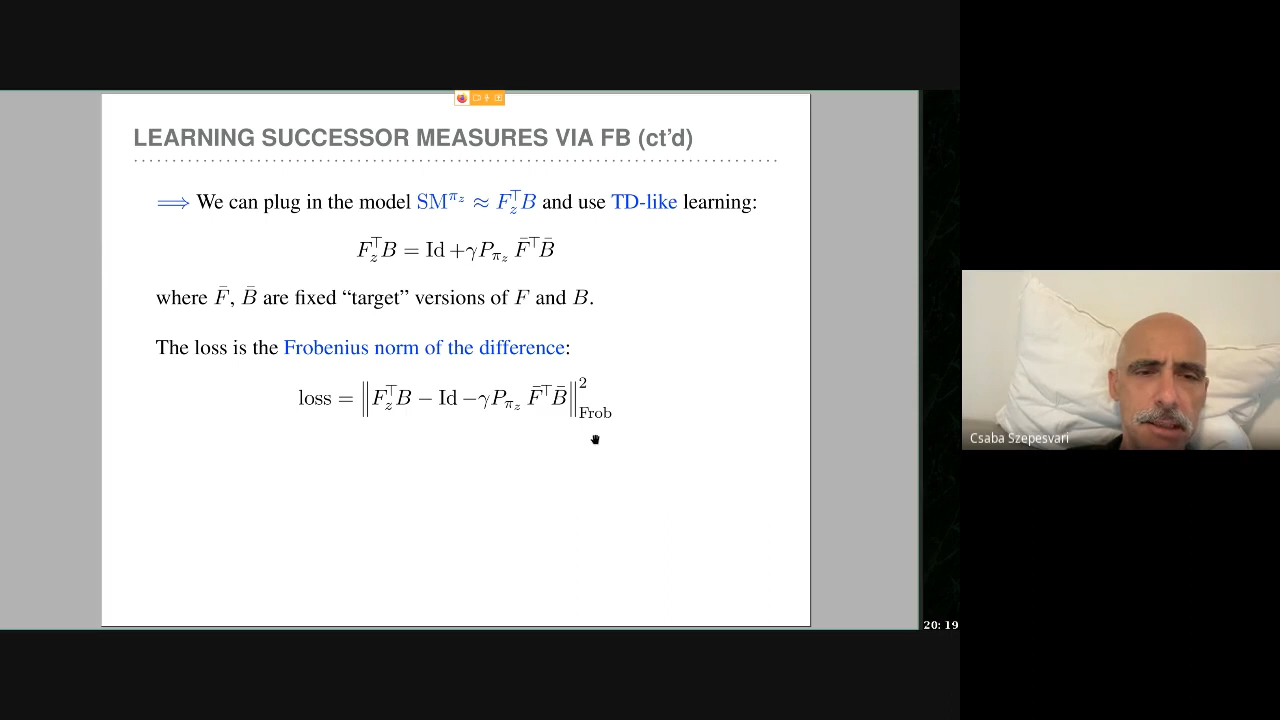 LEARNING SUCCESSOR MEASURES VIA FB (ct'd)
⟹ We can plug in the model SM^{π_z} ≈ F_z^⊤ B and use TD-like learning:
F_z^⊤ B = Id + γP_{π_z} F̄^⊤ B̄
where F̄, B̄ are fixed “target” versions of F and B.
The loss is the Frobenius norm of the difference:
loss = ‖F_z^⊤ B − Id − γP_{π_z} F̄^⊤ B̄‖²_Frob
Csaba Szepesvari
20: 19